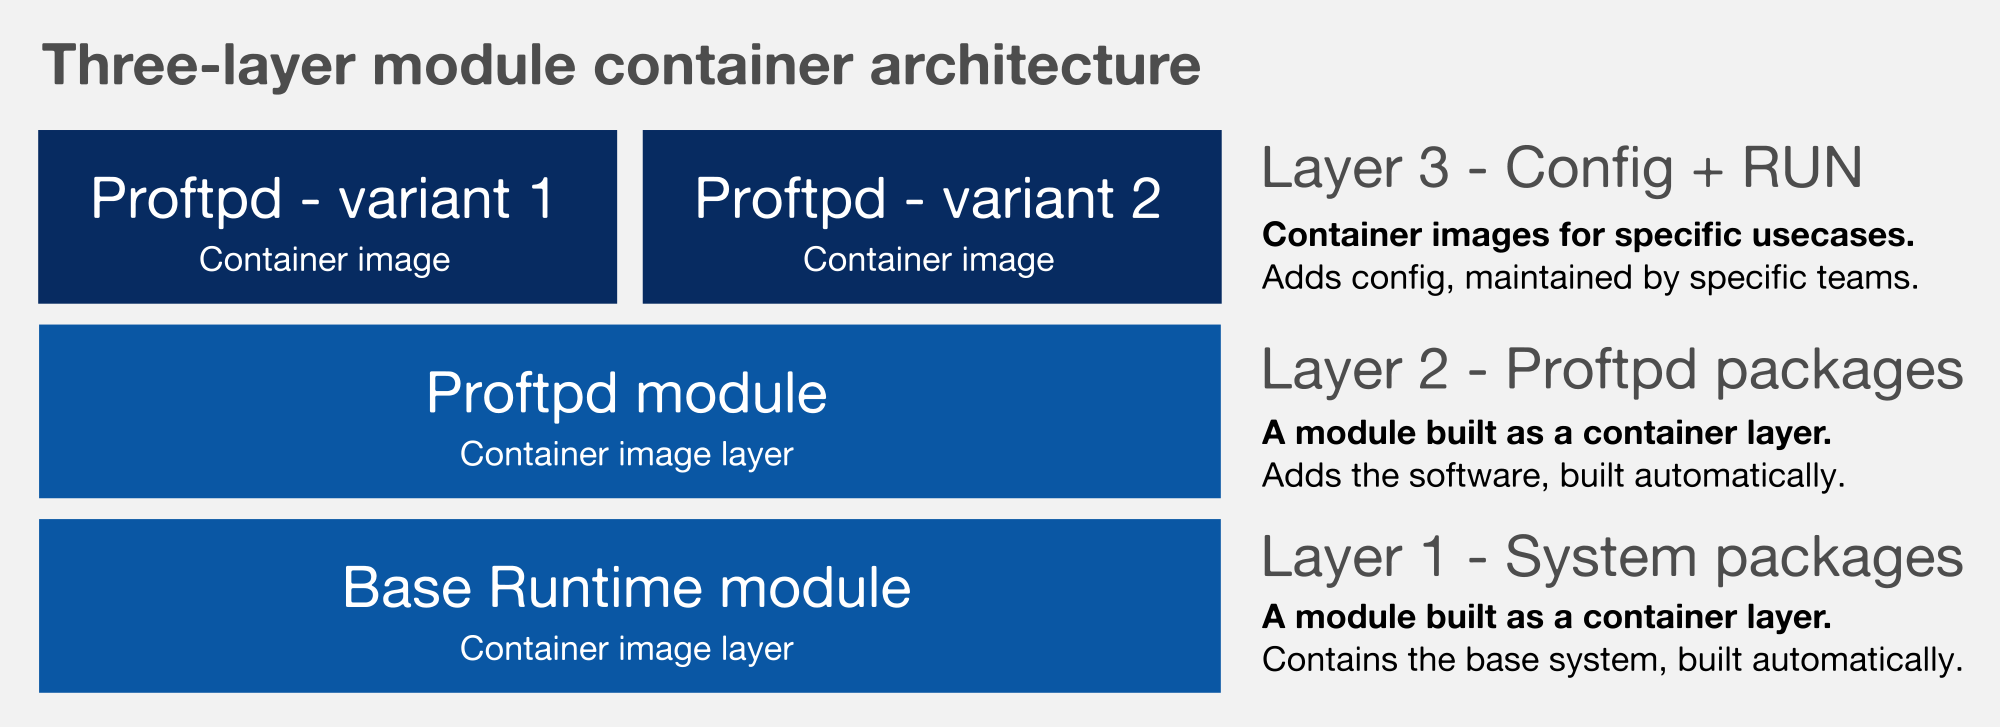 Three-layer module container architecture
Proftpd - variant 1
Container image
Proftpd - variant 2
Container image
Layer 3 - Config + RUN
Container images for specific usecases.
Adds config, maintained by specific teams.
Proftpd module
Container image layer
Layer 2 - Proftpd packages
A module built as a container layer.
Adds the software, built automatically.
Base Runtime module
Container image layer
Layer 1 - System packages
A module built as a container layer.
Contains the base system, built automatically.